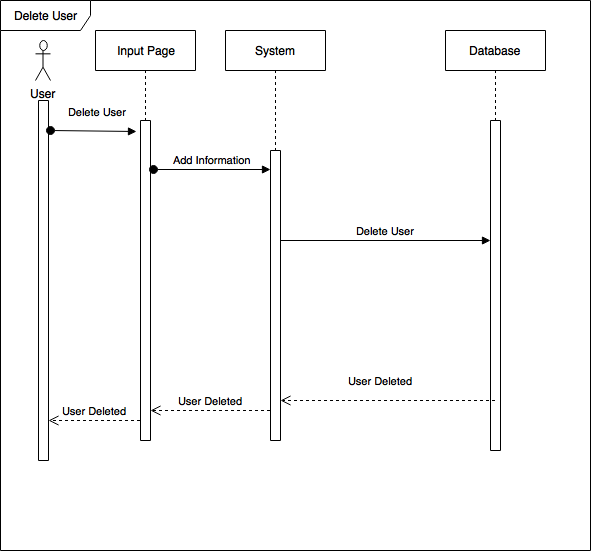 Delete User
Input Page
System
Database
User
Delete User
Add Information
Delete User
User Deleted
User Deleted
User Deleted